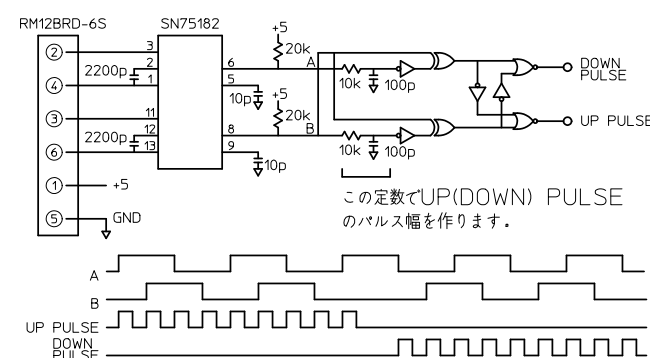 RM12BRD-6S SN75182
+5
20k
② 3
2200p 2 6 A
④ 1 5
10p 10k 100p
DOWN
PULSE
+5
20k
③ 11
2200p 12 8 B
⑥ 13 9
10p 10k 100p
UP PULSE
① +5
⑤ GND
この定数でUP(DOWN) PULSE
のパルス幅を作ります.
A
B
UP PULSE
DOWN
PULSE